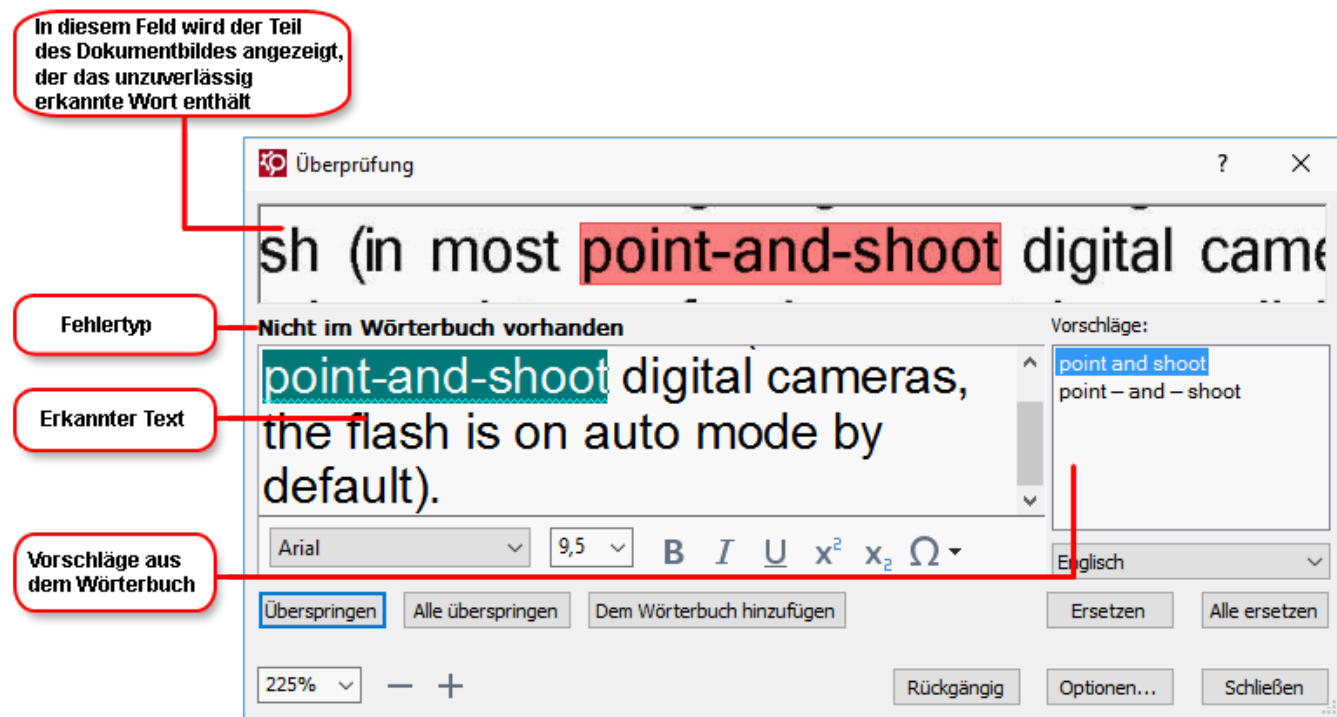 In diesem Feld wird der Teil
des Dokumentbildes angezeigt,
der das unzuverlässig
erkannte Wort enthält
Überprüfung
sh (in most point-and-shoot digital came
Fehlertyp
Nicht im Wörterbuch vorhanden
Vorschläge:
point-and-shoot digital cameras,
the flash is on auto mode by
default).
point and shoot
point – and – shoot
Erkannter Text
Vorschläge aus
dem Wörterbuch
Arial 9,5 B I U x² x₂ Ω
Englisch
Überspringen Alle überspringen Dem Wörterbuch hinzufügen Ersetzen Alle ersetzen
225% Rückgängig Optionen... Schließen